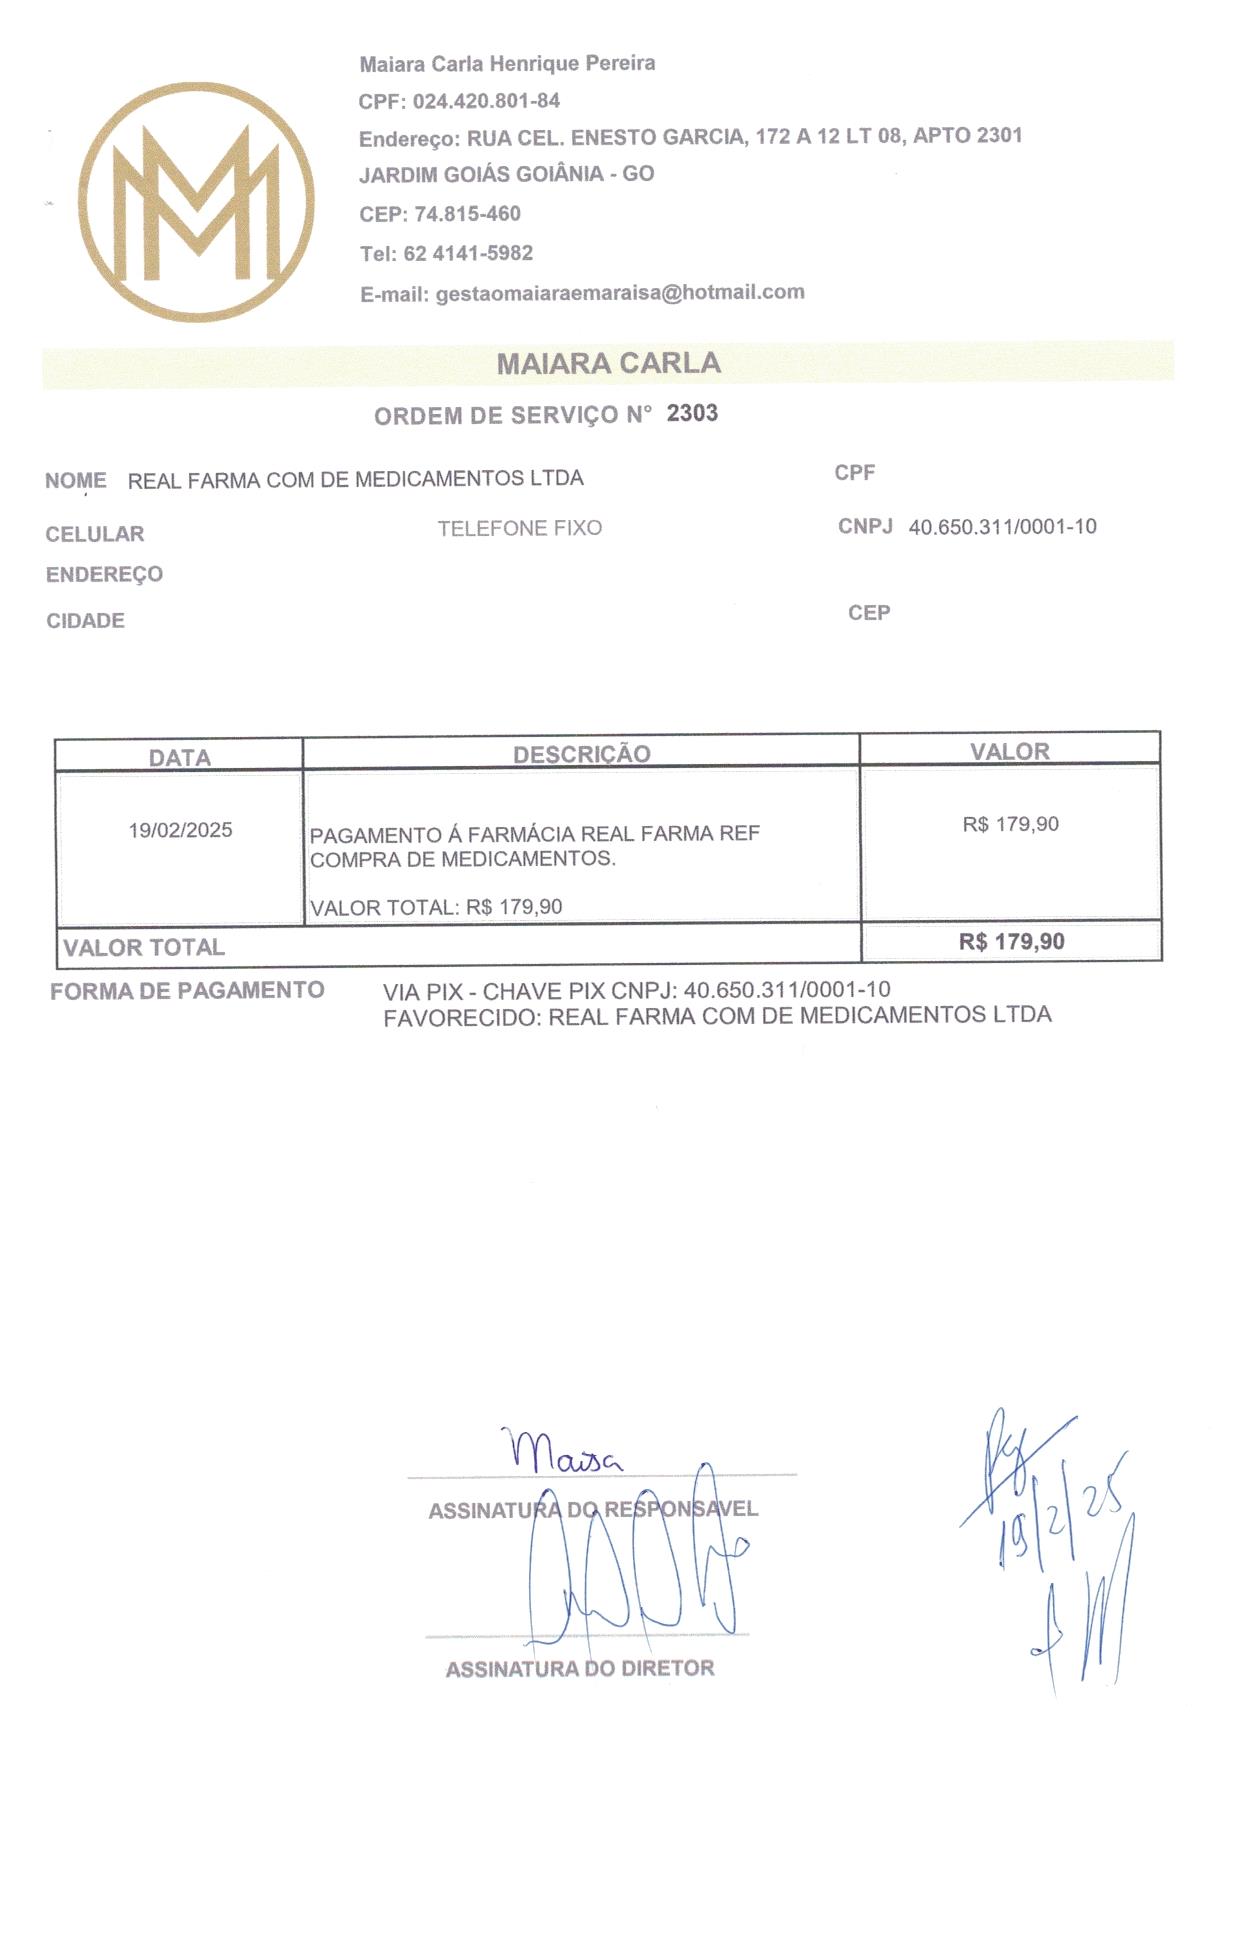 Maiara Carla Henrique Pereira
CPF: 024.420.801-84
Endereço: RUA CEL. ENESTO GARCIA, 172 A 12 LT 08, APTO 2301
JARDIM GOIÁS GOIÂNIA - GO
CEP: 74.815-460
Tel: 62 4141-5982
E-mail: gestaomaiaraemaraisa@hotmail.com
MM
MAIARA CARLA
ORDEM DE SERVIÇO N° 2303
NOME REAL FARMA COM DE MEDICAMENTOS LTDA CPF
CELULAR TELEFONE FIXO CNPJ 40.650.311/0001-10
ENDEREÇO
CIDADE CEP
DATA DESCRIÇÃO VALOR
19/02/2025 PAGAMENTO Á FARMÁCIA REAL FARMA REF R$ 179,90
COMPRA DE MEDICAMENTOS.
VALOR TOTAL: R$ 179,90
VALOR TOTAL R$ 179,90
FORMA DE PAGAMENTO VIA PIX - CHAVE PIX CNPJ: 40.650.311/0001-10
FAVORECIDO: REAL FARMA COM DE MEDICAMENTOS LTDA
Maisa
ASSINATURA DO RESPONSAVEL
19/2/25
ASSINATURA DO DIRETOR